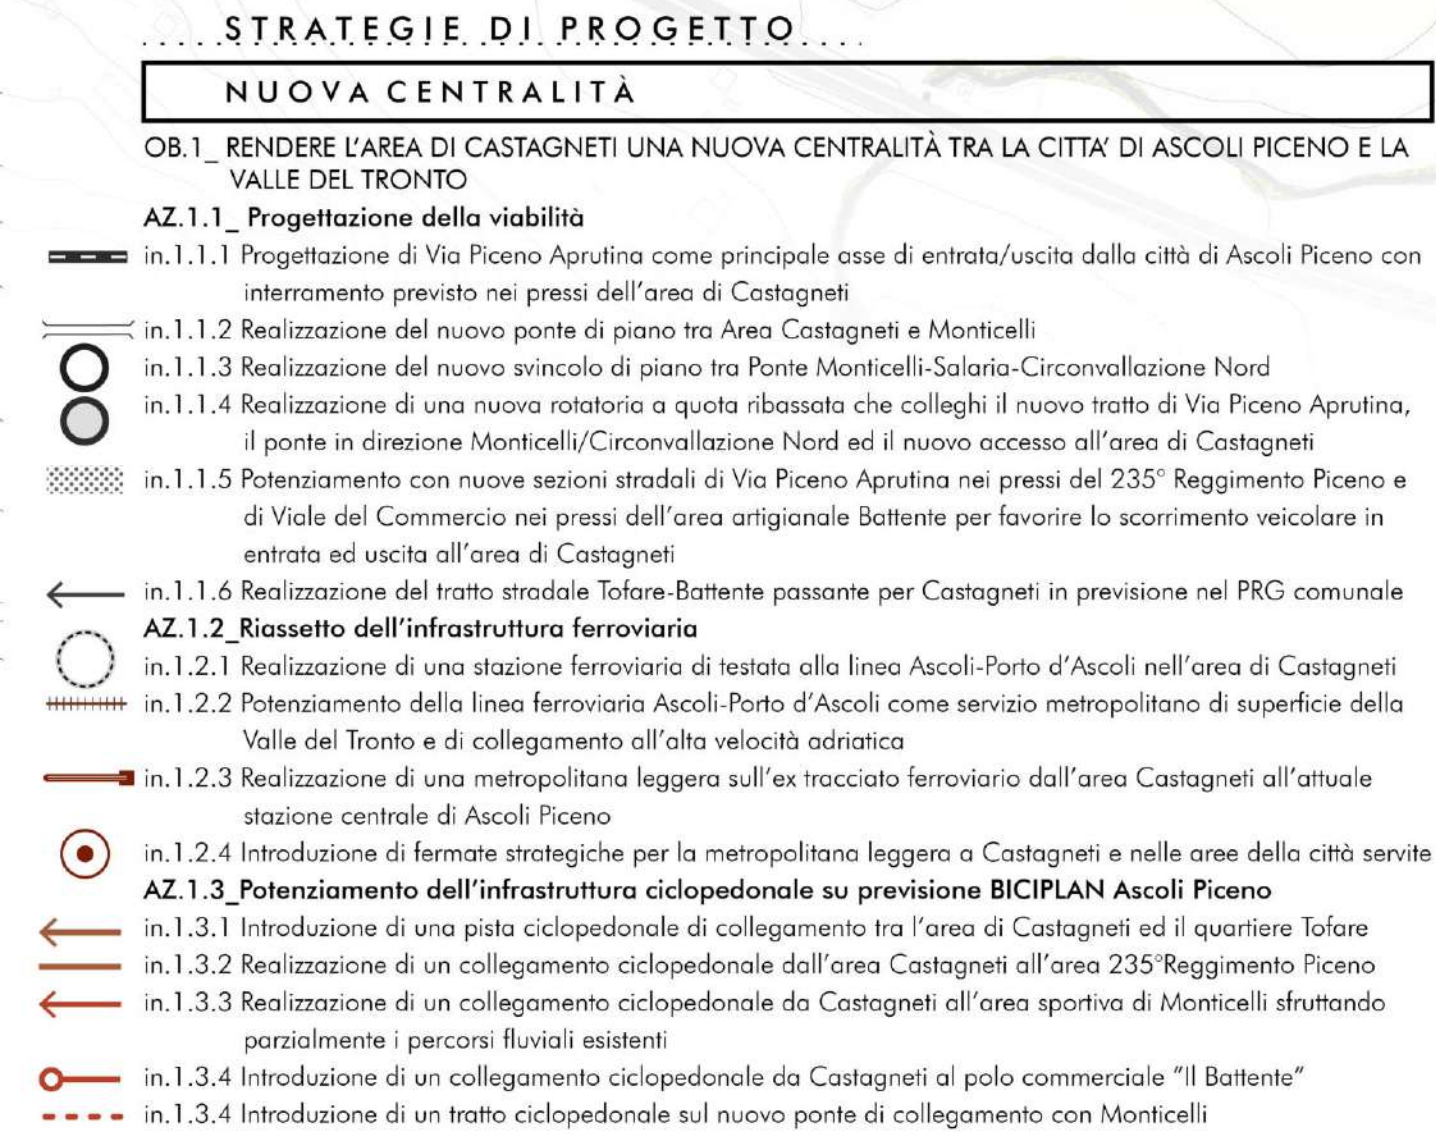 STRATEGIE DI PROGETTO
NUOVA CENTRALITÀ
OB.1_ RENDERE L'AREA DI CASTAGNETI UNA NUOVA CENTRALITÀ TRA LA CITTA' DI ASCOLI PICENO E LA
VALLE DEL TRONTO
AZ.1.1_ Progettazione della viabilità
in.1.1.1 Progettazione di Via Piceno Aprutina come principale asse di entrata/uscita dalla città di Ascoli Piceno con
interramento previsto nei pressi dell'area di Castagneti
in.1.1.2 Realizzazione del nuovo ponte di piano tra Area Castagneti e Monticelli
in.1.1.3 Realizzazione del nuovo svincolo di piano tra Ponte Monticelli-Salaria-Circonvallazione Nord
in.1.1.4 Realizzazione di una nuova rotatoria a quota ribassata che colleghi il nuovo tratto di Via Piceno Aprutina,
il ponte in direzione Monticelli/Circonvallazione Nord ed il nuovo accesso all'area di Castagneti
in.1.1.5 Potenziamento con nuove sezioni stradali di Via Piceno Aprutina nei pressi del 235° Reggimento Piceno e
di Viale del Commercio nei pressi dell'area artigianale Battente per favorire lo scorrimento veicolare in
entrata ed uscita all'area di Castagneti
in.1.1.6 Realizzazione del tratto stradale Tofare-Battente passante per Castagneti in previsione nel PRG comunale
AZ.1.2_Riassetto dell'infrastruttura ferroviaria
in.1.2.1 Realizzazione di una stazione ferroviaria di testata alla linea Ascoli-Porto d'Ascoli nell'area di Castagneti
in.1.2.2 Potenziamento della linea ferroviaria Ascoli-Porto d'Ascoli come servizio metropolitano di superficie della
Valle del Tronto e di collegamento all'alta velocità adriatica
in.1.2.3 Realizzazione di una metropolitana leggera sull'ex tracciato ferroviario dall'area Castagneti all'attuale
stazione centrale di Ascoli Piceno
in.1.2.4 Introduzione di fermate strategiche per la metropolitana leggera a Castagneti e nelle aree della città servite
AZ.1.3_Potenziamento dell'infrastruttura ciclopedonale su previsione BICIPLAN Ascoli Piceno
in.1.3.1 Introduzione di una pista ciclopedonale di collegamento tra l'area di Castagneti ed il quartiere Tofare
in.1.3.2 Realizzazione di un collegamento ciclopedonale dall'area Castagneti all'area 235°Reggimento Piceno
in.1.3.3 Realizzazione di un collegamento ciclopedonale da Castagneti all'area sportiva di Monticelli sfruttando
parzialmente i percorsi fluviali esistenti
in.1.3.4 Introduzione di un collegamento ciclopedonale da Castagneti al polo commerciale "Il Battente"
in.1.3.4 Introduzione di un tratto ciclopedonale sul nuovo ponte di collegamento con Monticelli